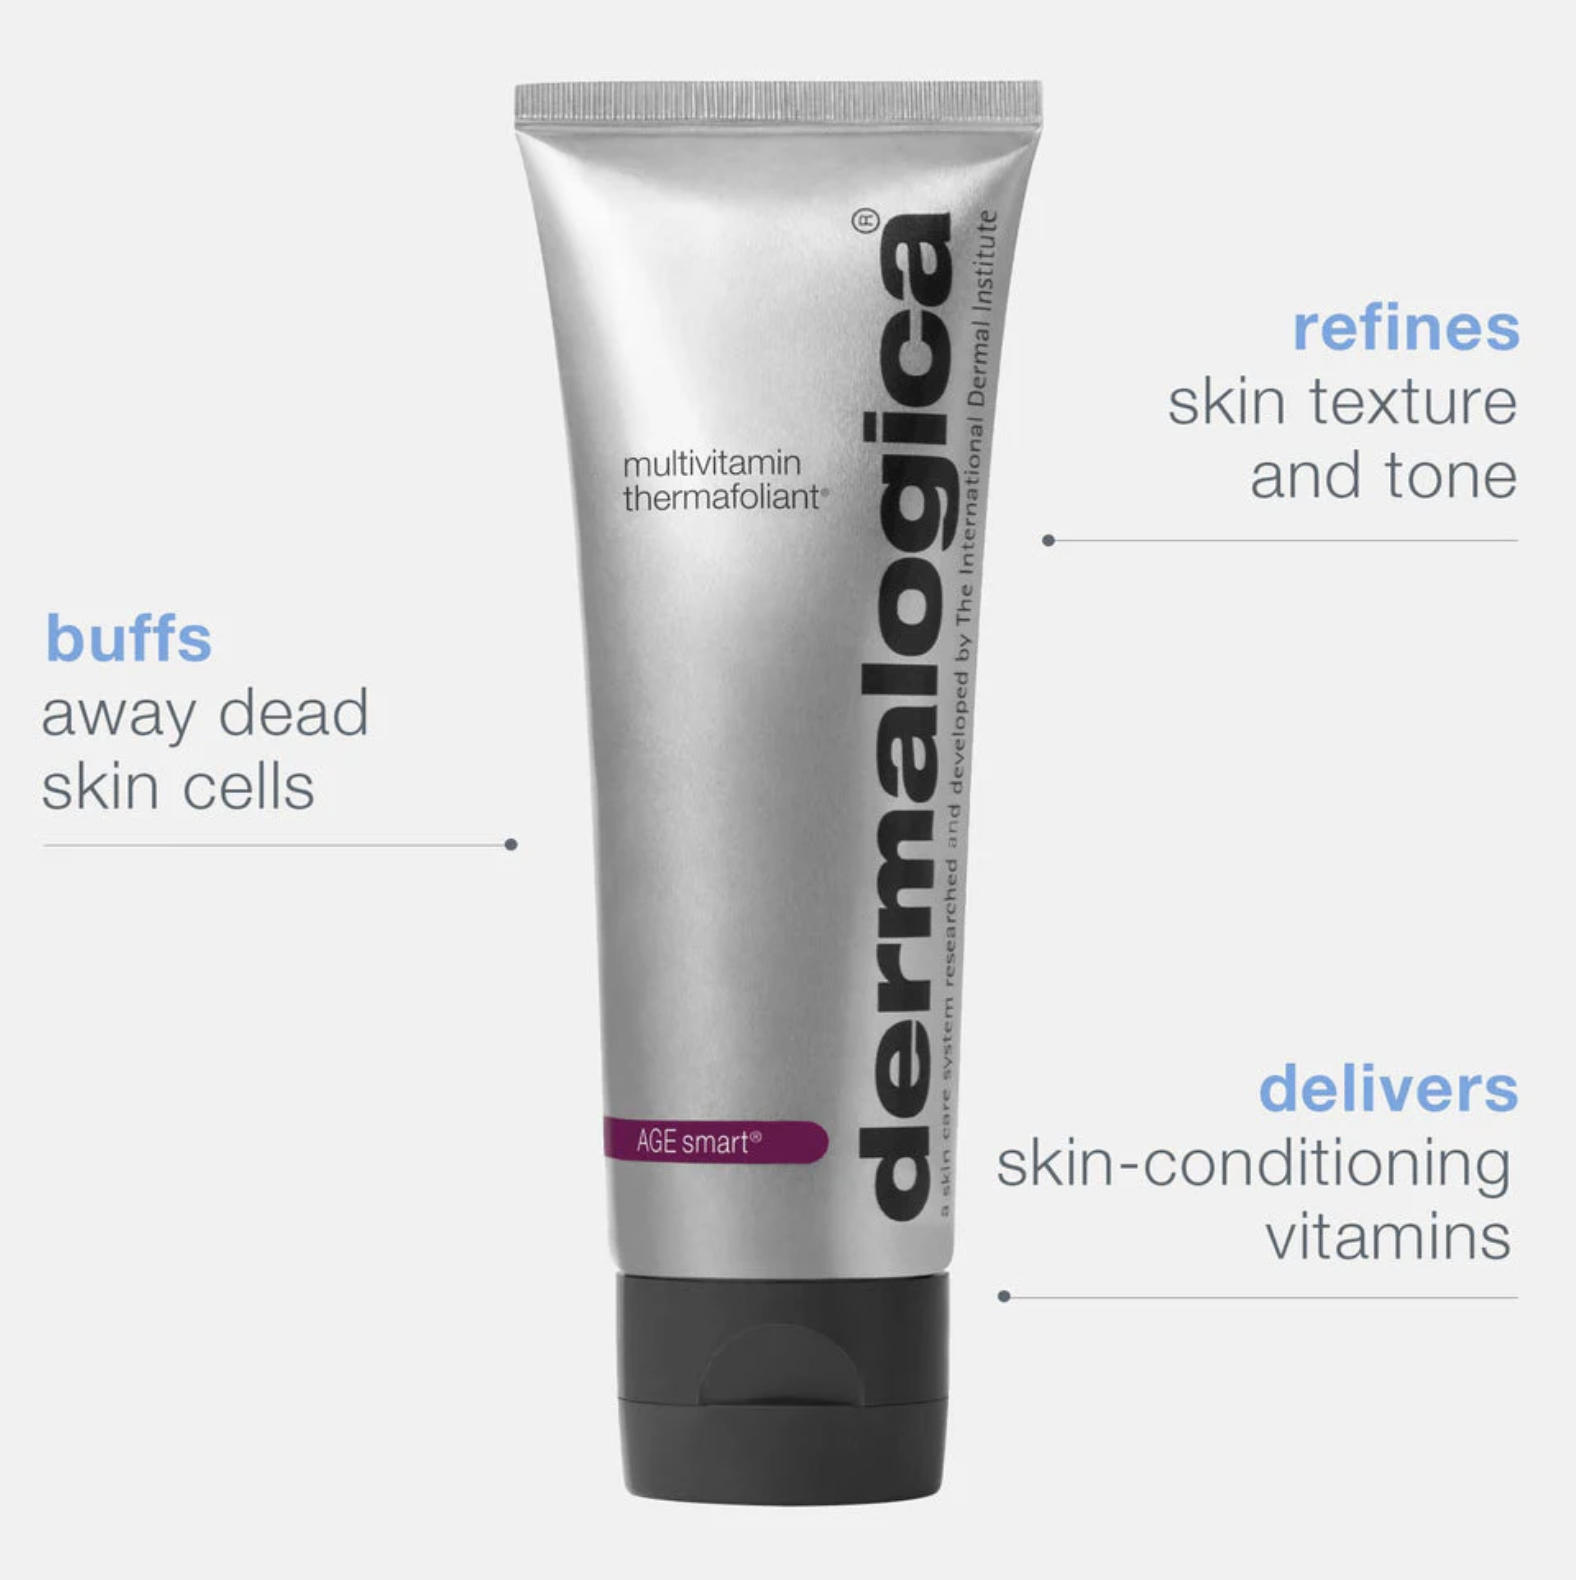 dermalogica®
a skin care system researched and developed by The International Dermal Institute
multivitamin
thermafoliant®
AGE smart®
refines
skin texture
and tone
buffs
away dead
skin cells
delivers
skin-conditioning
vitamins